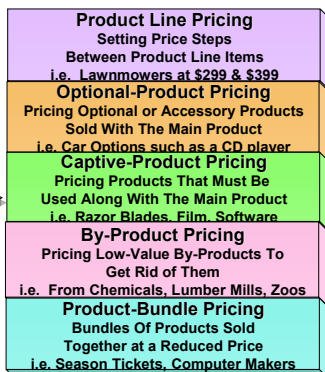 Product Line Pricing
Setting Price Steps
Between Product Line Items
i.e.  Lawnmowers at $299 & $399
Optional-Product Pricing
Pricing Optional or Accessory Products
Sold With The Main Product
i.e. Car Options such as a CD player
Captive-Product Pricing
Pricing Products That Must Be
Used Along With The Main Product
i.e. Razor Blades, Film, Software
By-Product Pricing
Pricing Low-Value By-Products To
Get Rid of Them
i.e.  From Chemicals, Lumber Mills, Zoos
Product-Bundle Pricing
Bundles Of Products Sold
Together at a Reduced Price
i.e. Season Tickets, Computer Makers